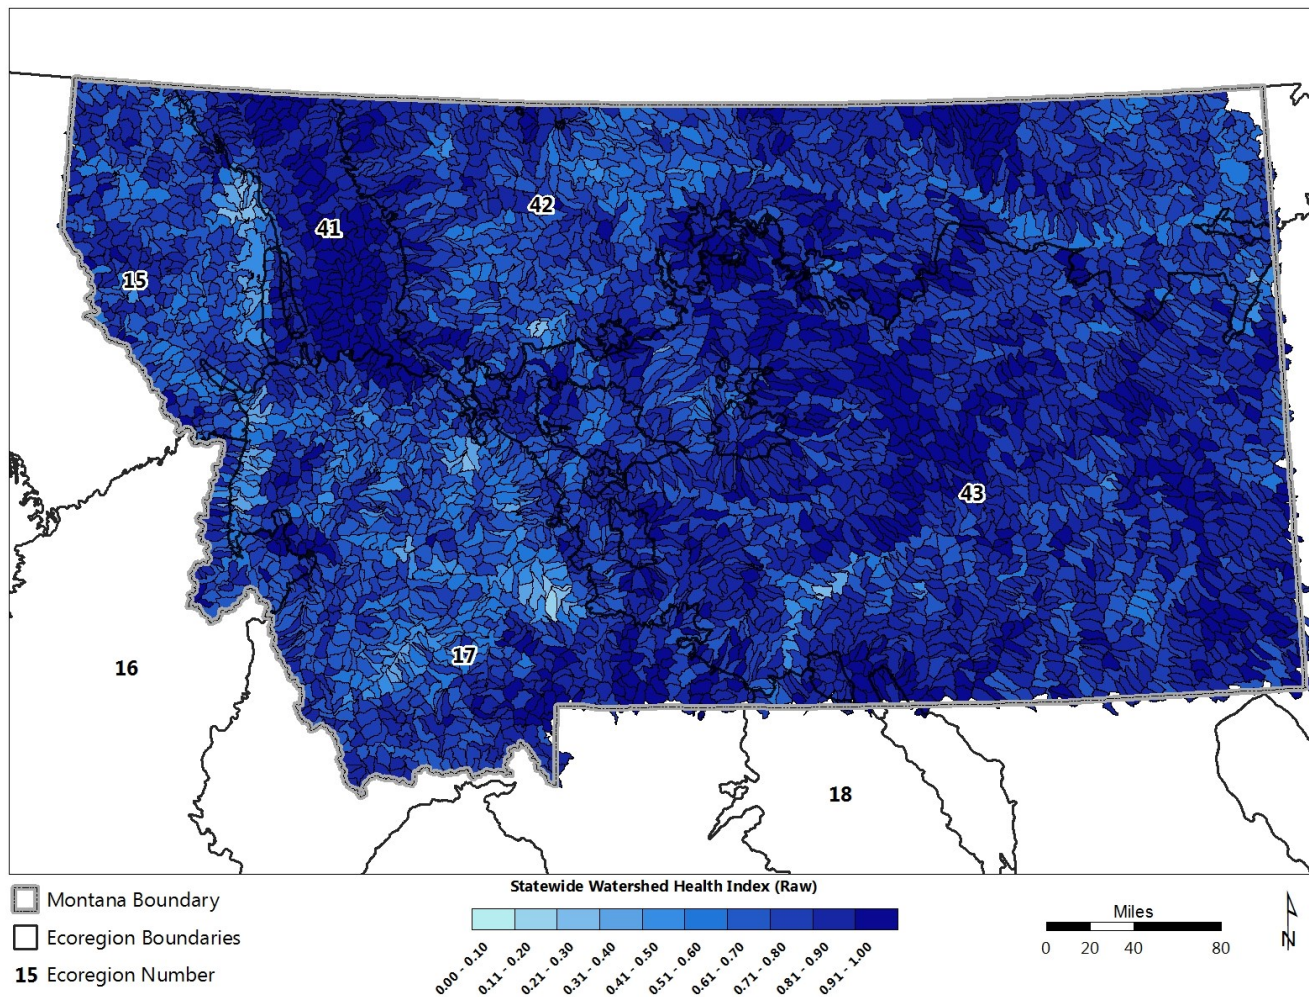 42
41
15
43
17
16
18
Statewide Watershed Health Index (Raw)
Montana Boundary
Ecoregion Boundaries
15 Ecoregion Number
0.00 - 0.10
0.11 - 0.20
0.21 - 0.30
0.31 - 0.40
0.41 - 0.50
0.51 - 0.60
0.61 - 0.70
0.71 - 0.80
0.81 - 0.90
0.91 - 1.00
Miles
0 20 40 80
N